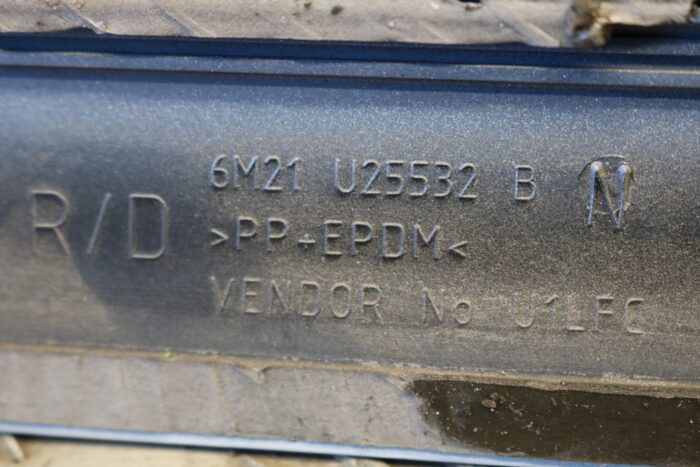 6M21 U25532 B N
R/D >PP+EPDM<
VENDOR No U1LFC